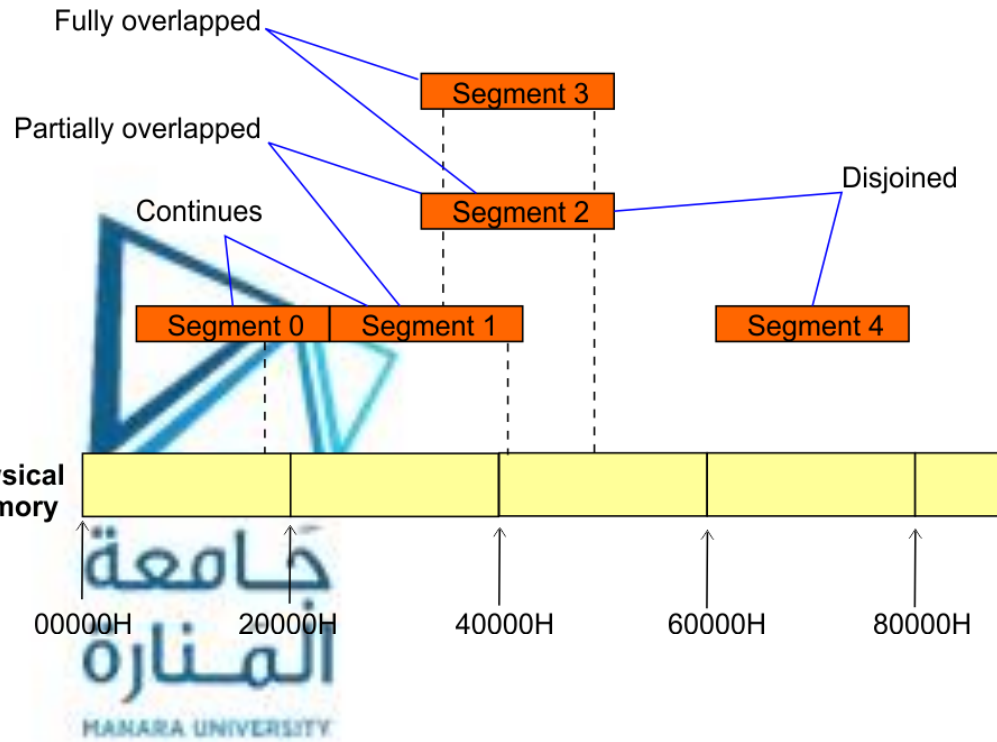 Fully overlapped
Segment 3
Partially overlapped
Disjoined
Segment 2
Continues
Segment 0
Segment 1
Segment 4
ysical
mory
00000H
20000H
40000H
60000H
80000H
جَامعة
المنارة
MANARA UNIVERSITY